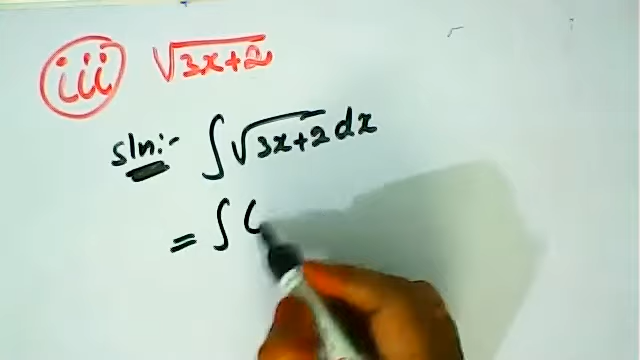 iii √3x+2
sln:- ∫√3x+2 dx
= ∫(